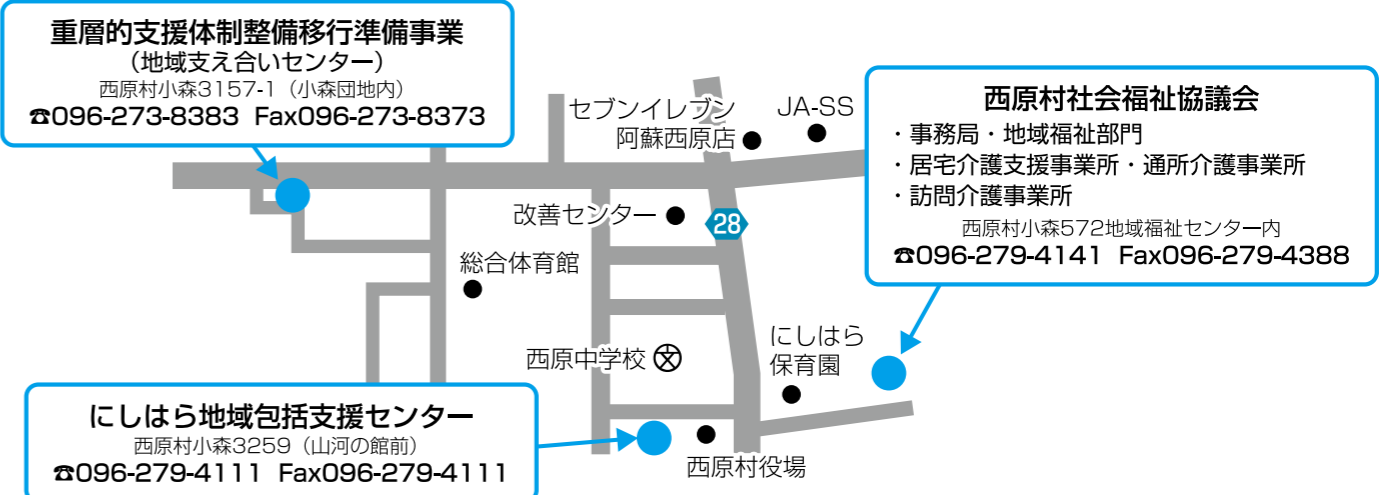 重層的支援体制整備移行準備事業
（地域支え合いセンター）
西原村小森3157-1（小森団地内）
☎096-273-8383 Fax096-273-8373
セブンイレブン
阿蘇西原店
JA-SS
西原村社会福祉協議会
・事務局・地域福祉部門
・居宅介護支援事業所・通所介護事業所
・訪問介護事業所
西原村小森572地域福祉センター内
☎096-279-4141 Fax096-279-4388
改善センター
28
総合体育館
西原中学校
文
にしはら
保育園
にしはら地域包括支援センター
西原村小森3259（山河の館前）
☎096-279-4111 Fax096-279-4111
西原村役場